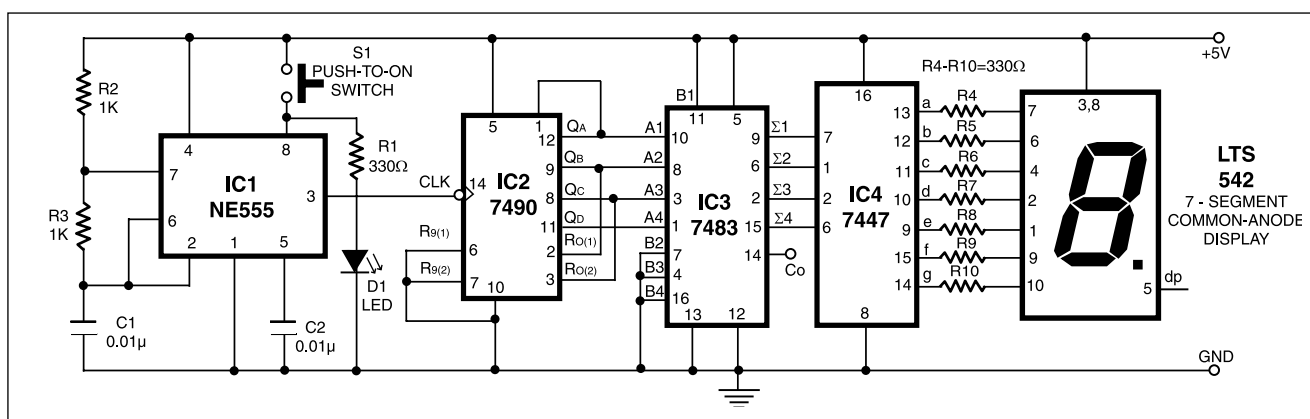 +5V
S1
PUSH-TO-ON
SWITCH
R4-R10=330Ω
R2
1K
R3
1K
C1
0.01µ
4
8
7
6
2
1
5
3
IC1
NE555
C2
0.01µ
R1
330Ω
D1
LED
CLK
5
1
14
12
9
8
11
2
3
6
7
10
IC2
7490
R9(1)
R9(2)
QA
QB
QC
QD
RO(1)
RO(2)
B1
A1
A2
A3
A4
B2
B3
B4
11
5
10
8
3
1
7
4
16
13
12
9
6
2
15
14
IC3
7483
Σ1
Σ2
Σ3
Σ4
Co
16
7
1
2
6
8
IC4
7447
13
12
11
10
9
15
14
a
b
c
d
e
f
g
R4
R5
R6
R7
R8
R9
R10
3,8
7
6
4
2
1
9
10
5
dp
LTS
542
7 - SEGMENT
COMMON-ANODE
DISPLAY
GND